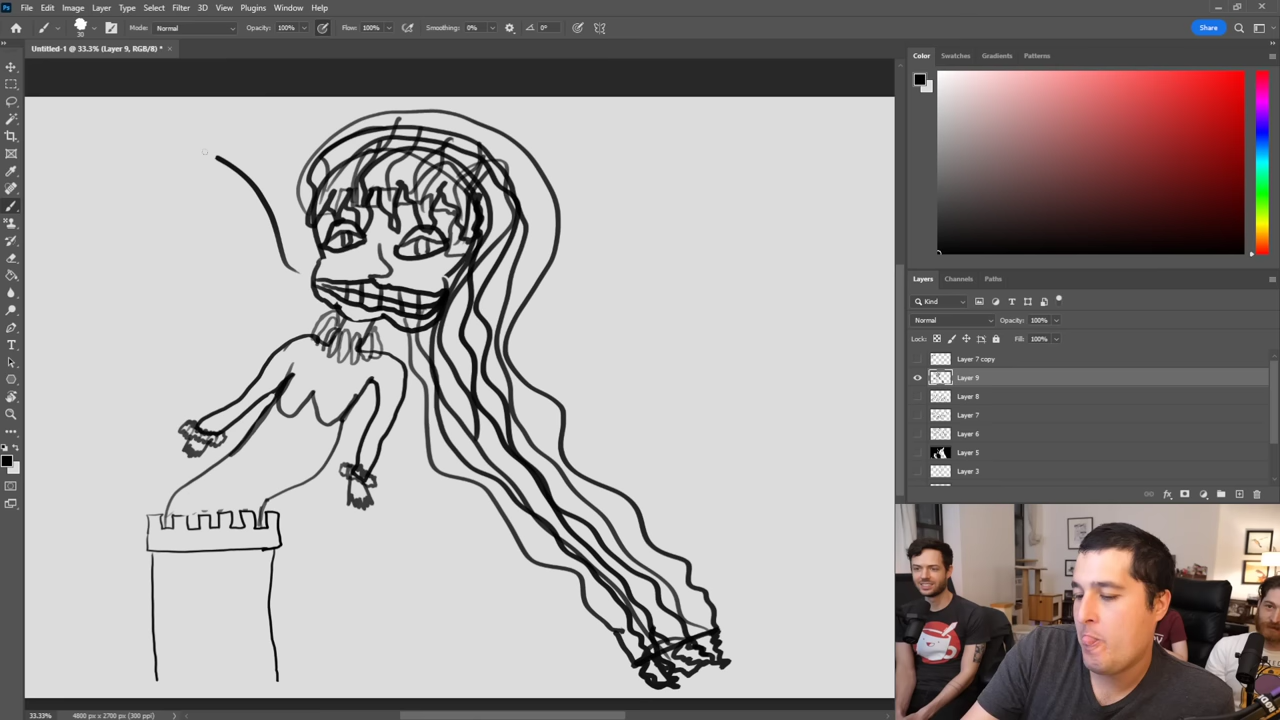 File Edit Image Layer Type Select Filter 3D View Plugins Window Help
30 Mode: Normal Opacity: 100% Flow: 100% Smoothing: 0% 0° Share
Untitled-1 @ 33.3% (Layer 9, RGB/8) * ×
Color Swatches Gradients Patterns
Layers Channels Paths
Kind
Normal Opacity: 100%
Lock: Fill: 100%
Layer 7 copy
Layer 9
Layer 8
Layer 7
Layer 6
Layer 5
Layer 3
33.33% 4800 px x 2700 px (300 ppi)